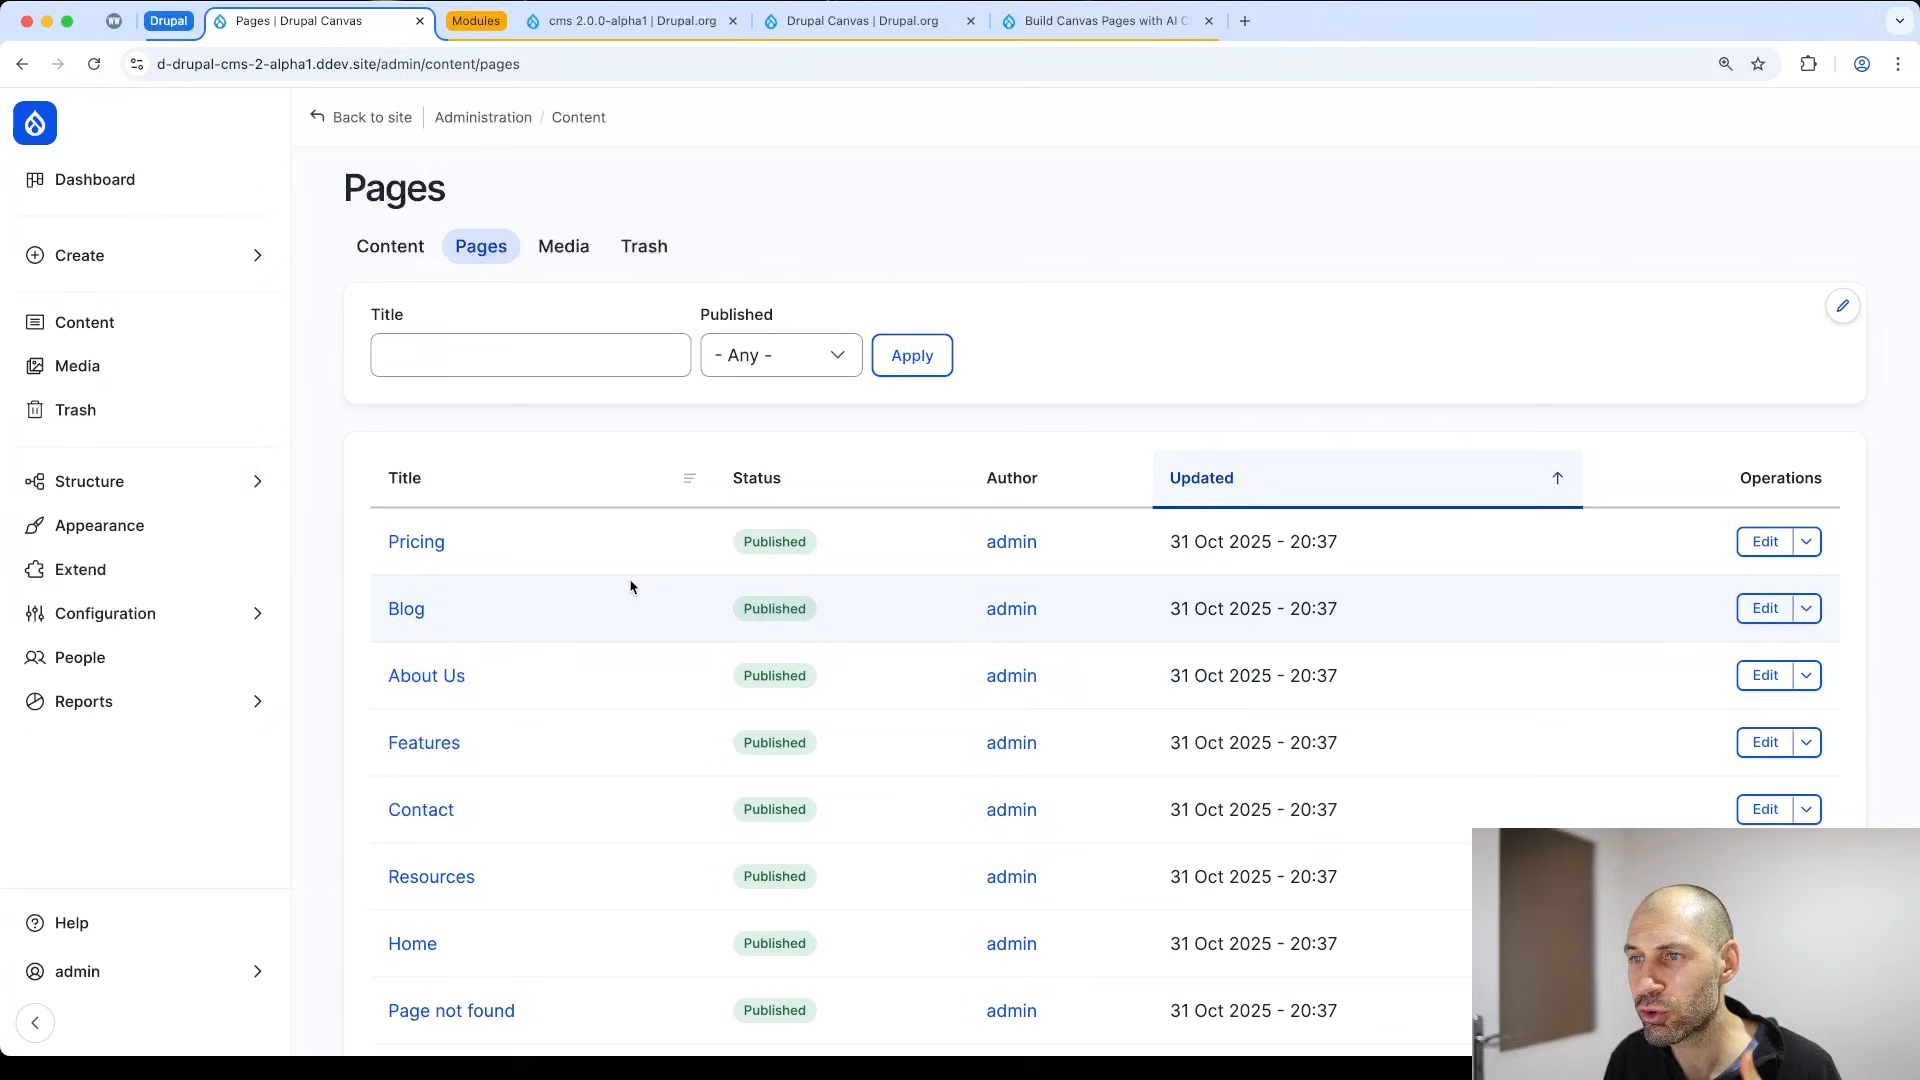 Drupal
Pages | Drupal Canvas
Modules
cms 2.0.0-alpha1 | Drupal.org
Drupal Canvas | Drupal.org
Build Canvas Pages with AI C
d-drupal-cms-2-alpha1.ddev.site/admin/content/pages
Back to site
Administration / Content
Dashboard
Create
Content
Media
Trash
Structure
Appearance
Extend
Configuration
People
Reports
Help
admin
Pages
Content
Pages
Media
Trash
Title
Published
- Any -
Apply
Title
Status
Author
Updated
Operations
Pricing Published admin 31 Oct 2025 - 20:37 Edit
Blog Published admin 31 Oct 2025 - 20:37 Edit
About Us Published admin 31 Oct 2025 - 20:37 Edit
Features Published admin 31 Oct 2025 - 20:37 Edit
Contact Published admin 31 Oct 2025 - 20:37 Edit
Resources Published admin 31 Oct 2025 - 20:37
Home Published admin 31 Oct 2025 - 20:37
Page not found Published admin 31 Oct 2025 - 20:37